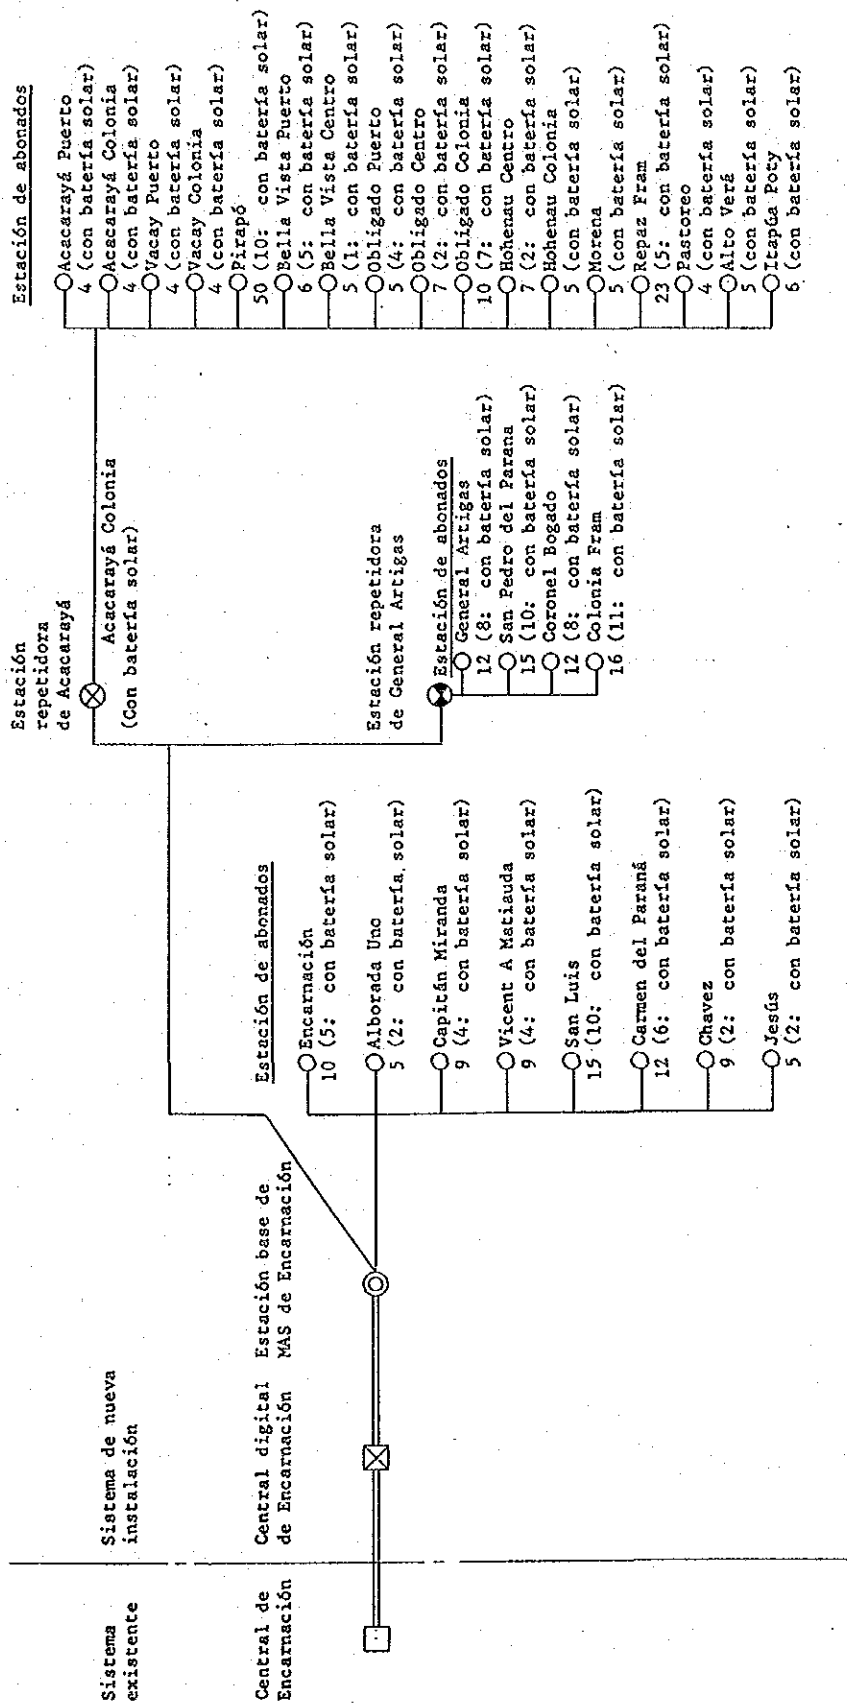 Sistema
existente
Sistema de nueva
instalación
Central de
Encarnación
Central digital
de Encarnación
Estación base de
MAS de Encarnación
Estación de abonados
Encarnación
10 (5: con batería solar)
Alborada Uno
5 (2: con batería solar)
Capitán Miranda
9 (4: con batería solar)
Vicent A Matiauda
9 (4: con batería solar)
San Luis
15 (10: con batería solar)
Carmen del Paraná
12 (6: con batería solar)
Chavez
9 (2: con batería solar)
Jesús
5 (2: con batería solar)
Estación
repetidora
de Acacarayá
Acacarayá Colonia
(Con batería solar)
Estación repetidora
de General Artigas
Estación de abonados
General Artigas
12 (8: con batería solar)
San Pedro del Parana
15 (10: con batería solar)
Coronel Bogado
12 (8: con batería solar)
Colonia Fram
16 (11: con batería solar)
Estación de abonados
Acacarayá Puerto
4 (con batería solar)
Acacarayá Colonia
4 (con batería solar)
Vacay Puerto
4 (con batería solar)
Vacay Colonia
4 (con batería solar)
Pirapó
50 (10: con batería solar)
Bella Vista Puerto
6 (5: con batería solar)
Bella Vista Centro
5 (1: con batería solar)
Obligado Puerto
5 (4: con batería solar)
Obligado Centro
7 (2: con batería solar)
Obligado Colonia
10 (7: con batería solar)
Hohenau Centro
7 (2: con batería solar)
Hohenau Colonia
5 (con batería solar)
Morena
5 (con batería solar)
Repaz Fram
23 (5: con batería solar)
Pastoreo
4 (con batería solar)
Alto Verá
5 (con batería solar)
Itapúa Poty
6 (con batería solar)